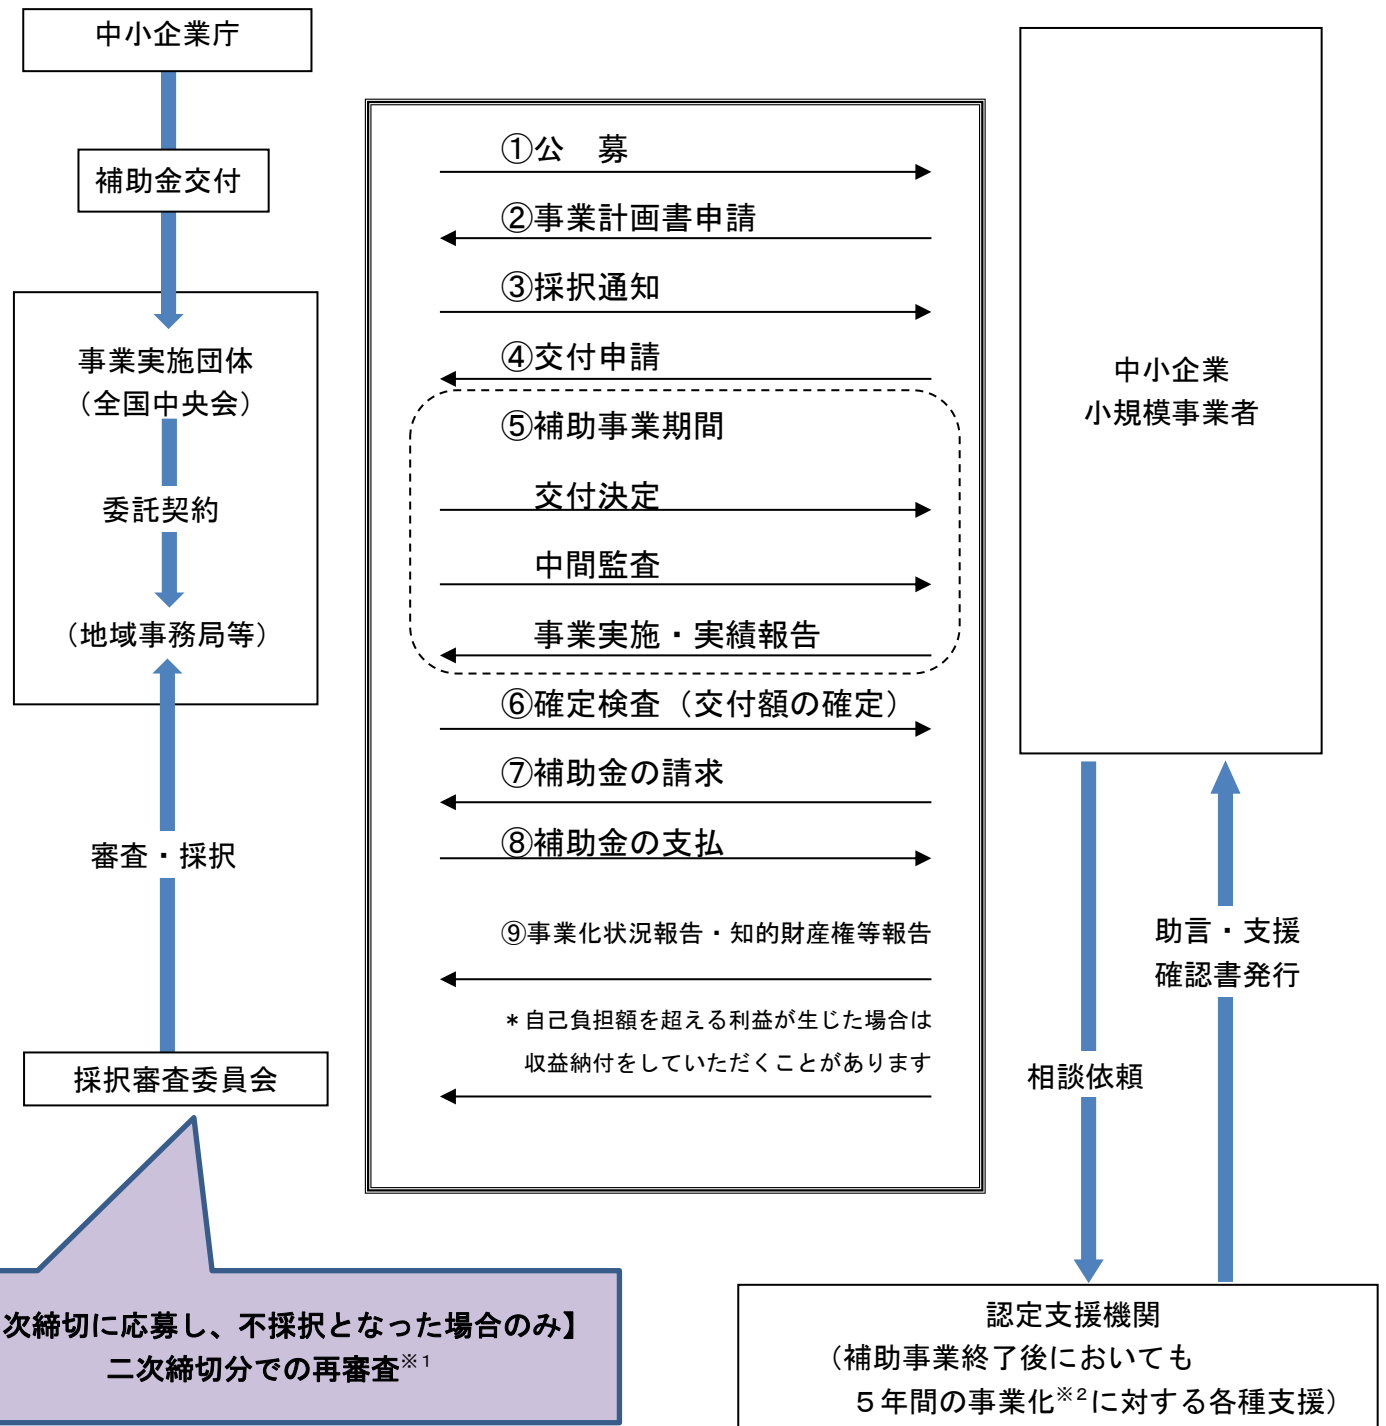 中小企業庁
補助金交付
事業実施団体
（全国中央会）
委託契約
（地域事務局等）
審査・採択
採択審査委員会
次締切に応募し、不採択となった場合のみ】
二次締切分での再審査※1
①公　募
②事業計画書申請
③採択通知
④交付申請
⑤補助事業期間
交付決定
中間監査
事業実施・実績報告
⑥確定検査（交付額の確定）
⑦補助金の請求
⑧補助金の支払
⑨事業化状況報告・知的財産権等報告
＊自己負担額を超える利益が生じた場合は
収益納付をしていただくことがあります
中小企業
小規模事業者
助言・支援
確認書発行
相談依頼
認定支援機関
（補助事業終了後においても
５年間の事業化※2に対する各種支援）